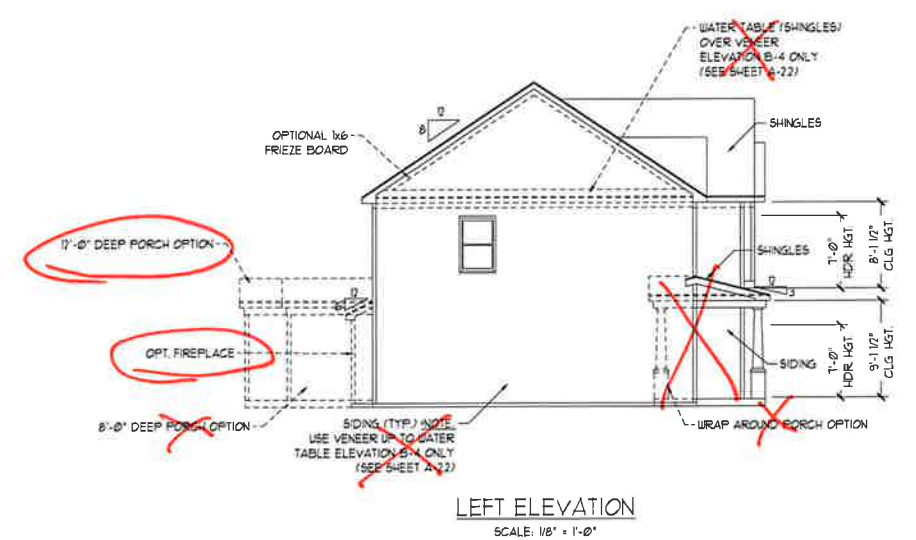 WATER TABLE (SHINGLES)
OVER VENEER
ELEVATION B-4 ONLY
(SEE SHEET A-22)
12
8
SHINGLES
OPTIONAL 1x6
FRIEZE BOARD
12'-0" DEEP PORCH OPTION
SHINGLES
7'-0"
HDR HGT.
8'-1 1/2"
CLG HGT.
12
3
12
6
OPT. FIREPLACE
SIDING
7'-0"
HDR HGT.
9'-1 1/2"
CLG HGT.
8'-0" DEEP PORCH OPTION
SIDING (TYP.) NOTE:
USE VENEER UP TO WATER
TABLE ELEVATION B-4 ONLY
(SEE SHEET A-22)
WRAP AROUND PORCH OPTION
LEFT ELEVATION
SCALE: 1/8" = 1'-0"